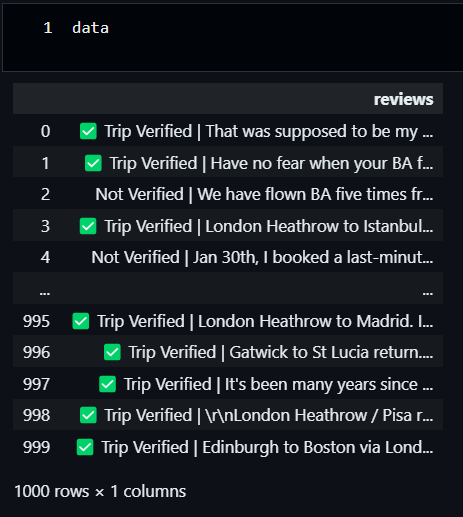 1 data
reviews
0 ✅ Trip Verified | That was supposed to be my ...
1 ✅ Trip Verified | Have no fear when your BA f...
2 Not Verified | We have flown BA five times fr...
3 ✅ Trip Verified | London Heathrow to Istanbul...
4 Not Verified | Jan 30th, I booked a last-minut...
... ...
995 ✅ Trip Verified | London Heathrow to Madrid. I...
996 ✅ Trip Verified | Gatwick to St Lucia return....
997 ✅ Trip Verified | It's been many years since ...
998 ✅ Trip Verified | \r\nLondon Heathrow / Pisa r...
999 ✅ Trip Verified | Edinburgh to Boston via Lond...
1000 rows × 1 columns